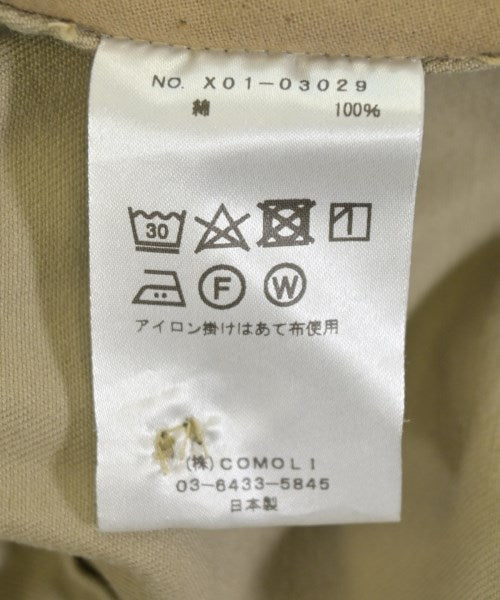 NO. X01-03029
綿 100%
30
F W
アイロン掛けはあて布使用
(株) COMOLI
03-6433-5845
日本製